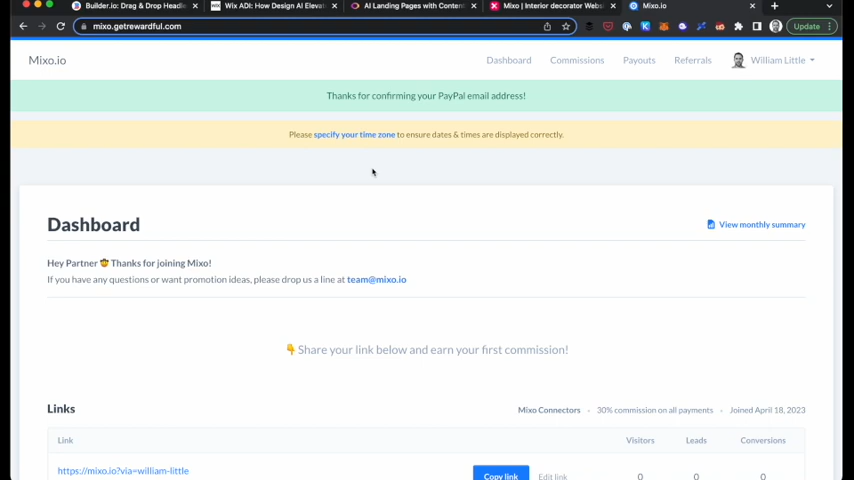 Builder.io: Drag & Drop Headle
Wix ADI: How Design AI Elevat
AI Landing Pages with Content
Mixo | Interior decorator Webs
Mixo.io
mixo.getrewardful.com
Update
Mixo.io
Dashboard
Commissions
Payouts
Referrals
William Little
Thanks for confirming your PayPal email address!
Please specify your time zone to ensure dates & times are displayed correctly.
Dashboard
View monthly summary
Hey Partner 🤠 Thanks for joining Mixo!
If you have any questions or want promotion ideas, please drop us a line at team@mixo.io
👇 Share your link below and earn your first commission!
Links
Mixo Connectors - 30% commission on all payments - Joined April 18, 2023
Link
Visitors
Leads
Conversions
https://mixo.io?via=william-little
Copy link
Edit link
0
0
0